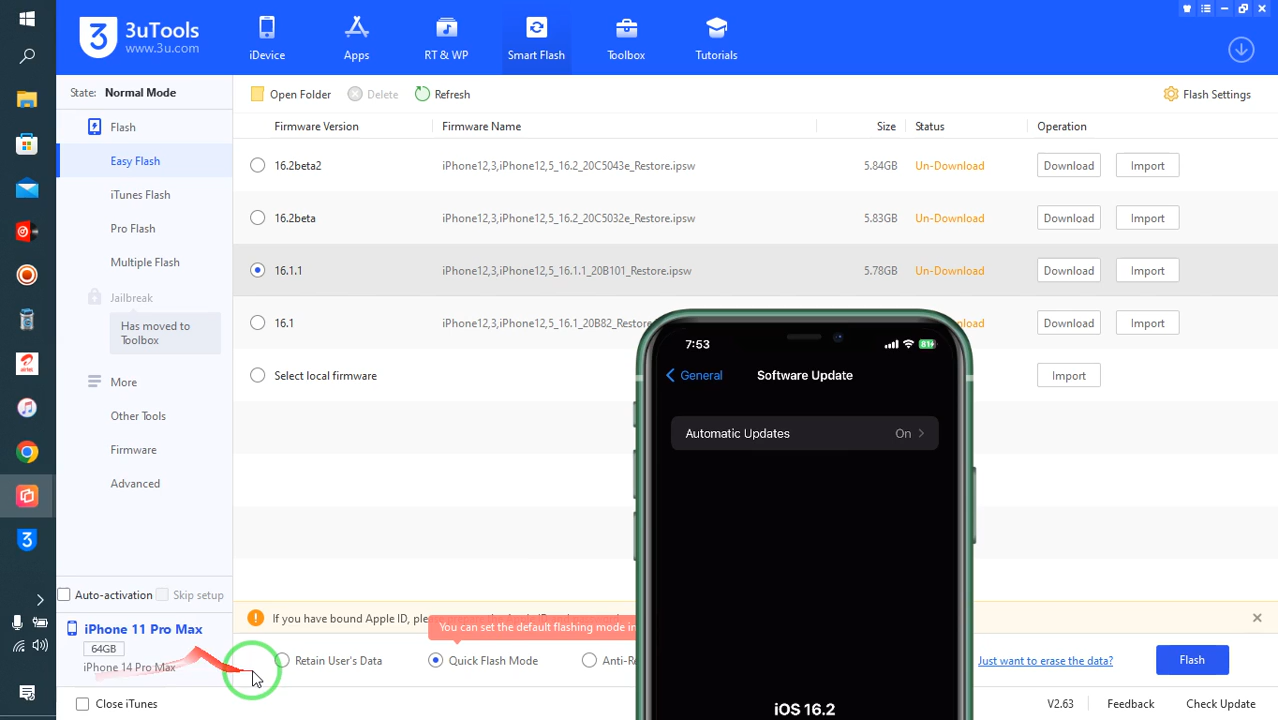 3uTools
www.3u.com
iDevice
Apps
RT & WP
Smart Flash
Toolbox
Tutorials
State: Normal Mode
Open Folder
Delete
Refresh
Flash Settings
Flash
Easy Flash
iTunes Flash
Pro Flash
Multiple Flash
Jailbreak
Has moved to
Toolbox
More
Other Tools
Firmware
Advanced
Firmware Version Firmware Name Size Status Operation
16.2beta2 iPhone12,3,iPhone12,5_16.2_20C5043e_Restore.ipsw 5.84GB Un-Download Download Import
16.2beta iPhone12,3,iPhone12,5_16.2_20C5032e_Restore.ipsw 5.83GB Un-Download Download Import
16.1.1 iPhone12,3,iPhone12,5_16.1.1_20B101_Restore.ipsw 5.78GB Un-Download Download Import
16.1 iPhone12,3,iPhone12,5_16.1_20B82_Restore Download Import
Select local firmware Import
7:53
81
General
Software Update
Automatic Updates On
iOS 16.2
Auto-activation
Skip setup
iPhone 11 Pro Max
64GB
iPhone 14 Pro Max
If you have bound Apple ID,
You can set the default flashing mode in
Retain User's Data
Quick Flash Mode
Just want to erase the data?
Flash
Close iTunes
V2.63
Feedback
Check Update